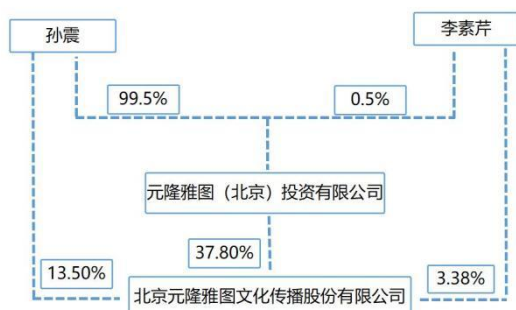 孙震
李素芹
99.5%
0.5%
元隆雅图（北京）投资有限公司
37.80%
13.50%
3.38%
北京元隆雅图文化传播股份有限公司